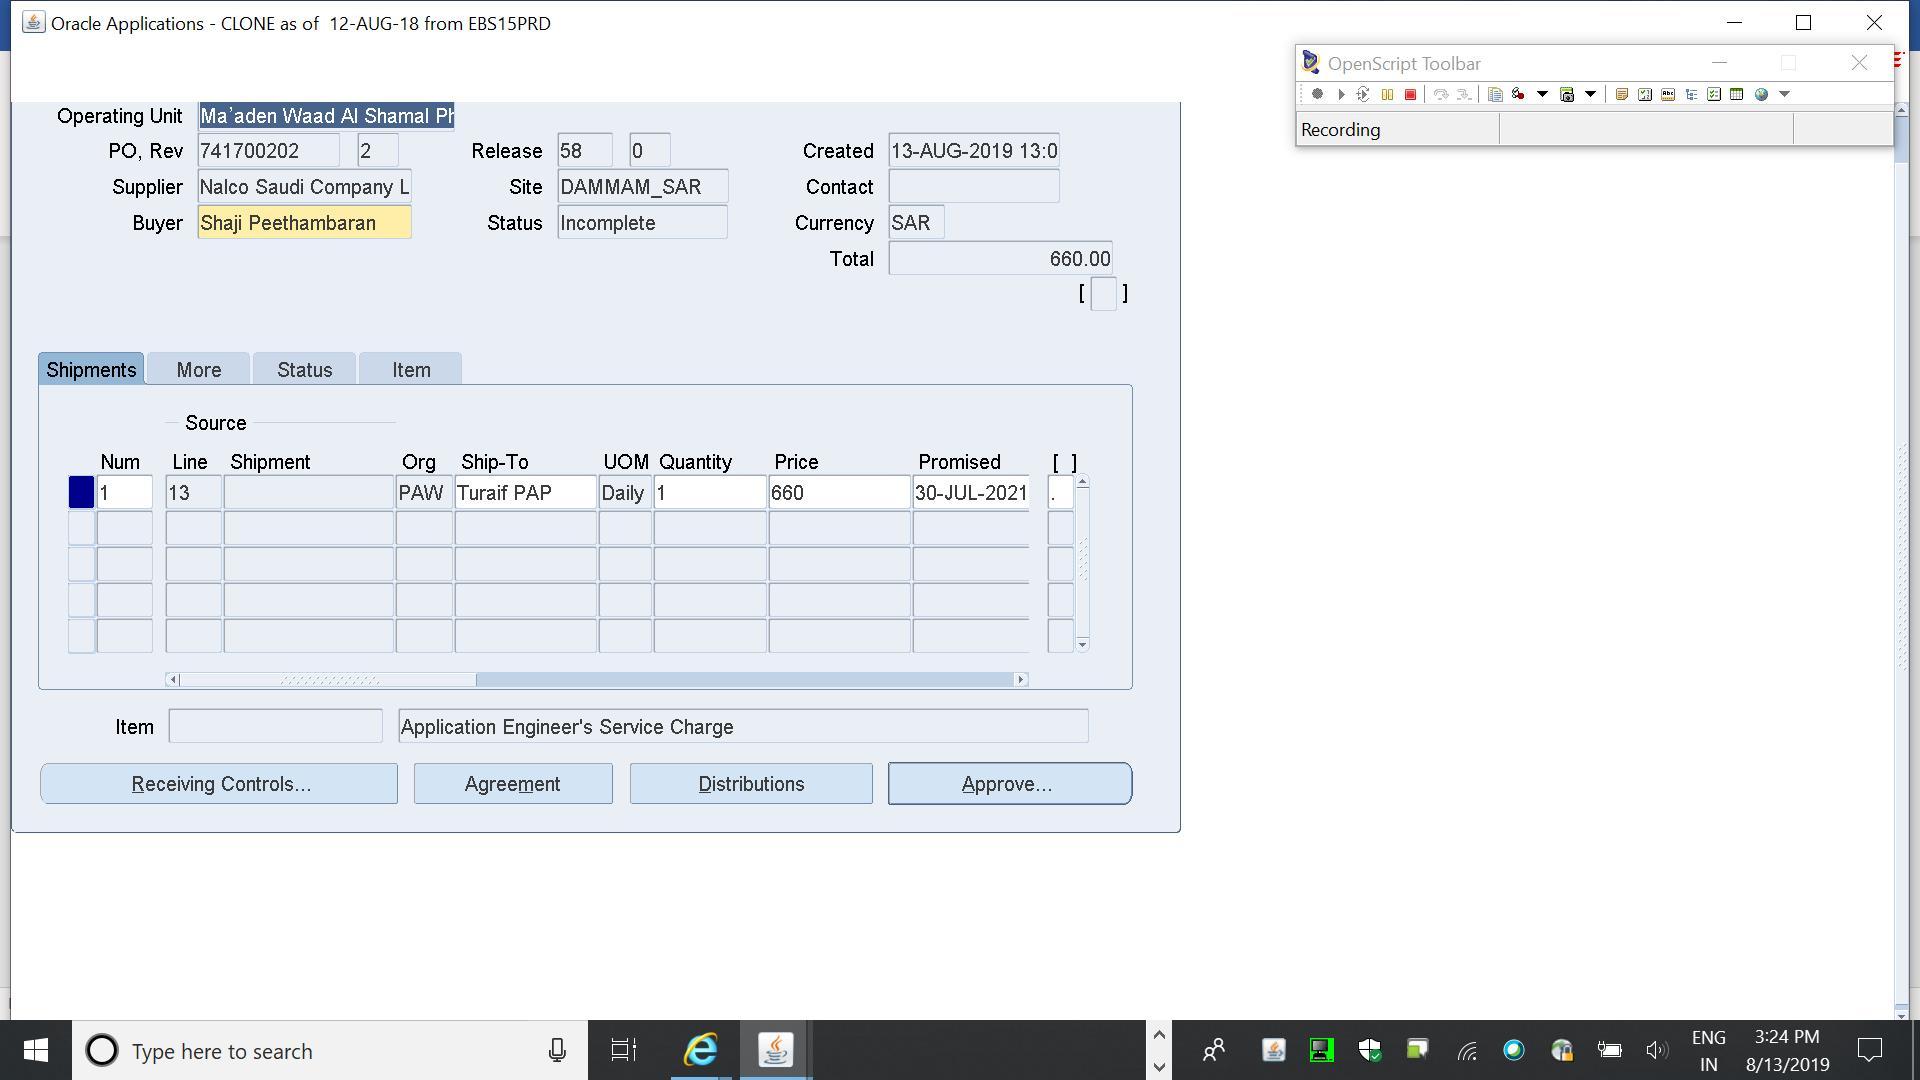 Oracle Applications - CLONE as of 12-AUG-18 from EBS15PRD
OpenScript Toolbar
Recording
Operating Unit Ma'aden Waad Al Shamal Ph
PO, Rev 741700202 2 Release 58 0 Created 13-AUG-2019 13:0
Supplier Nalco Saudi Company L Site DAMMAM_SAR Contact
Buyer Shaji Peethambaran Status Incomplete Currency SAR
Total 660.00
[ ]
Shipments More Status Item
Source
Num Line Shipment Org Ship-To UOM Quantity Price Promised [ ]
1 13 PAW Turaif PAP Daily 1 660 30-JUL-2021 .
Item Application Engineer's Service Charge
Receiving Controls... Agreement Distributions Approve...
Type here to search
ENG
IN
3:24 PM
8/13/2019